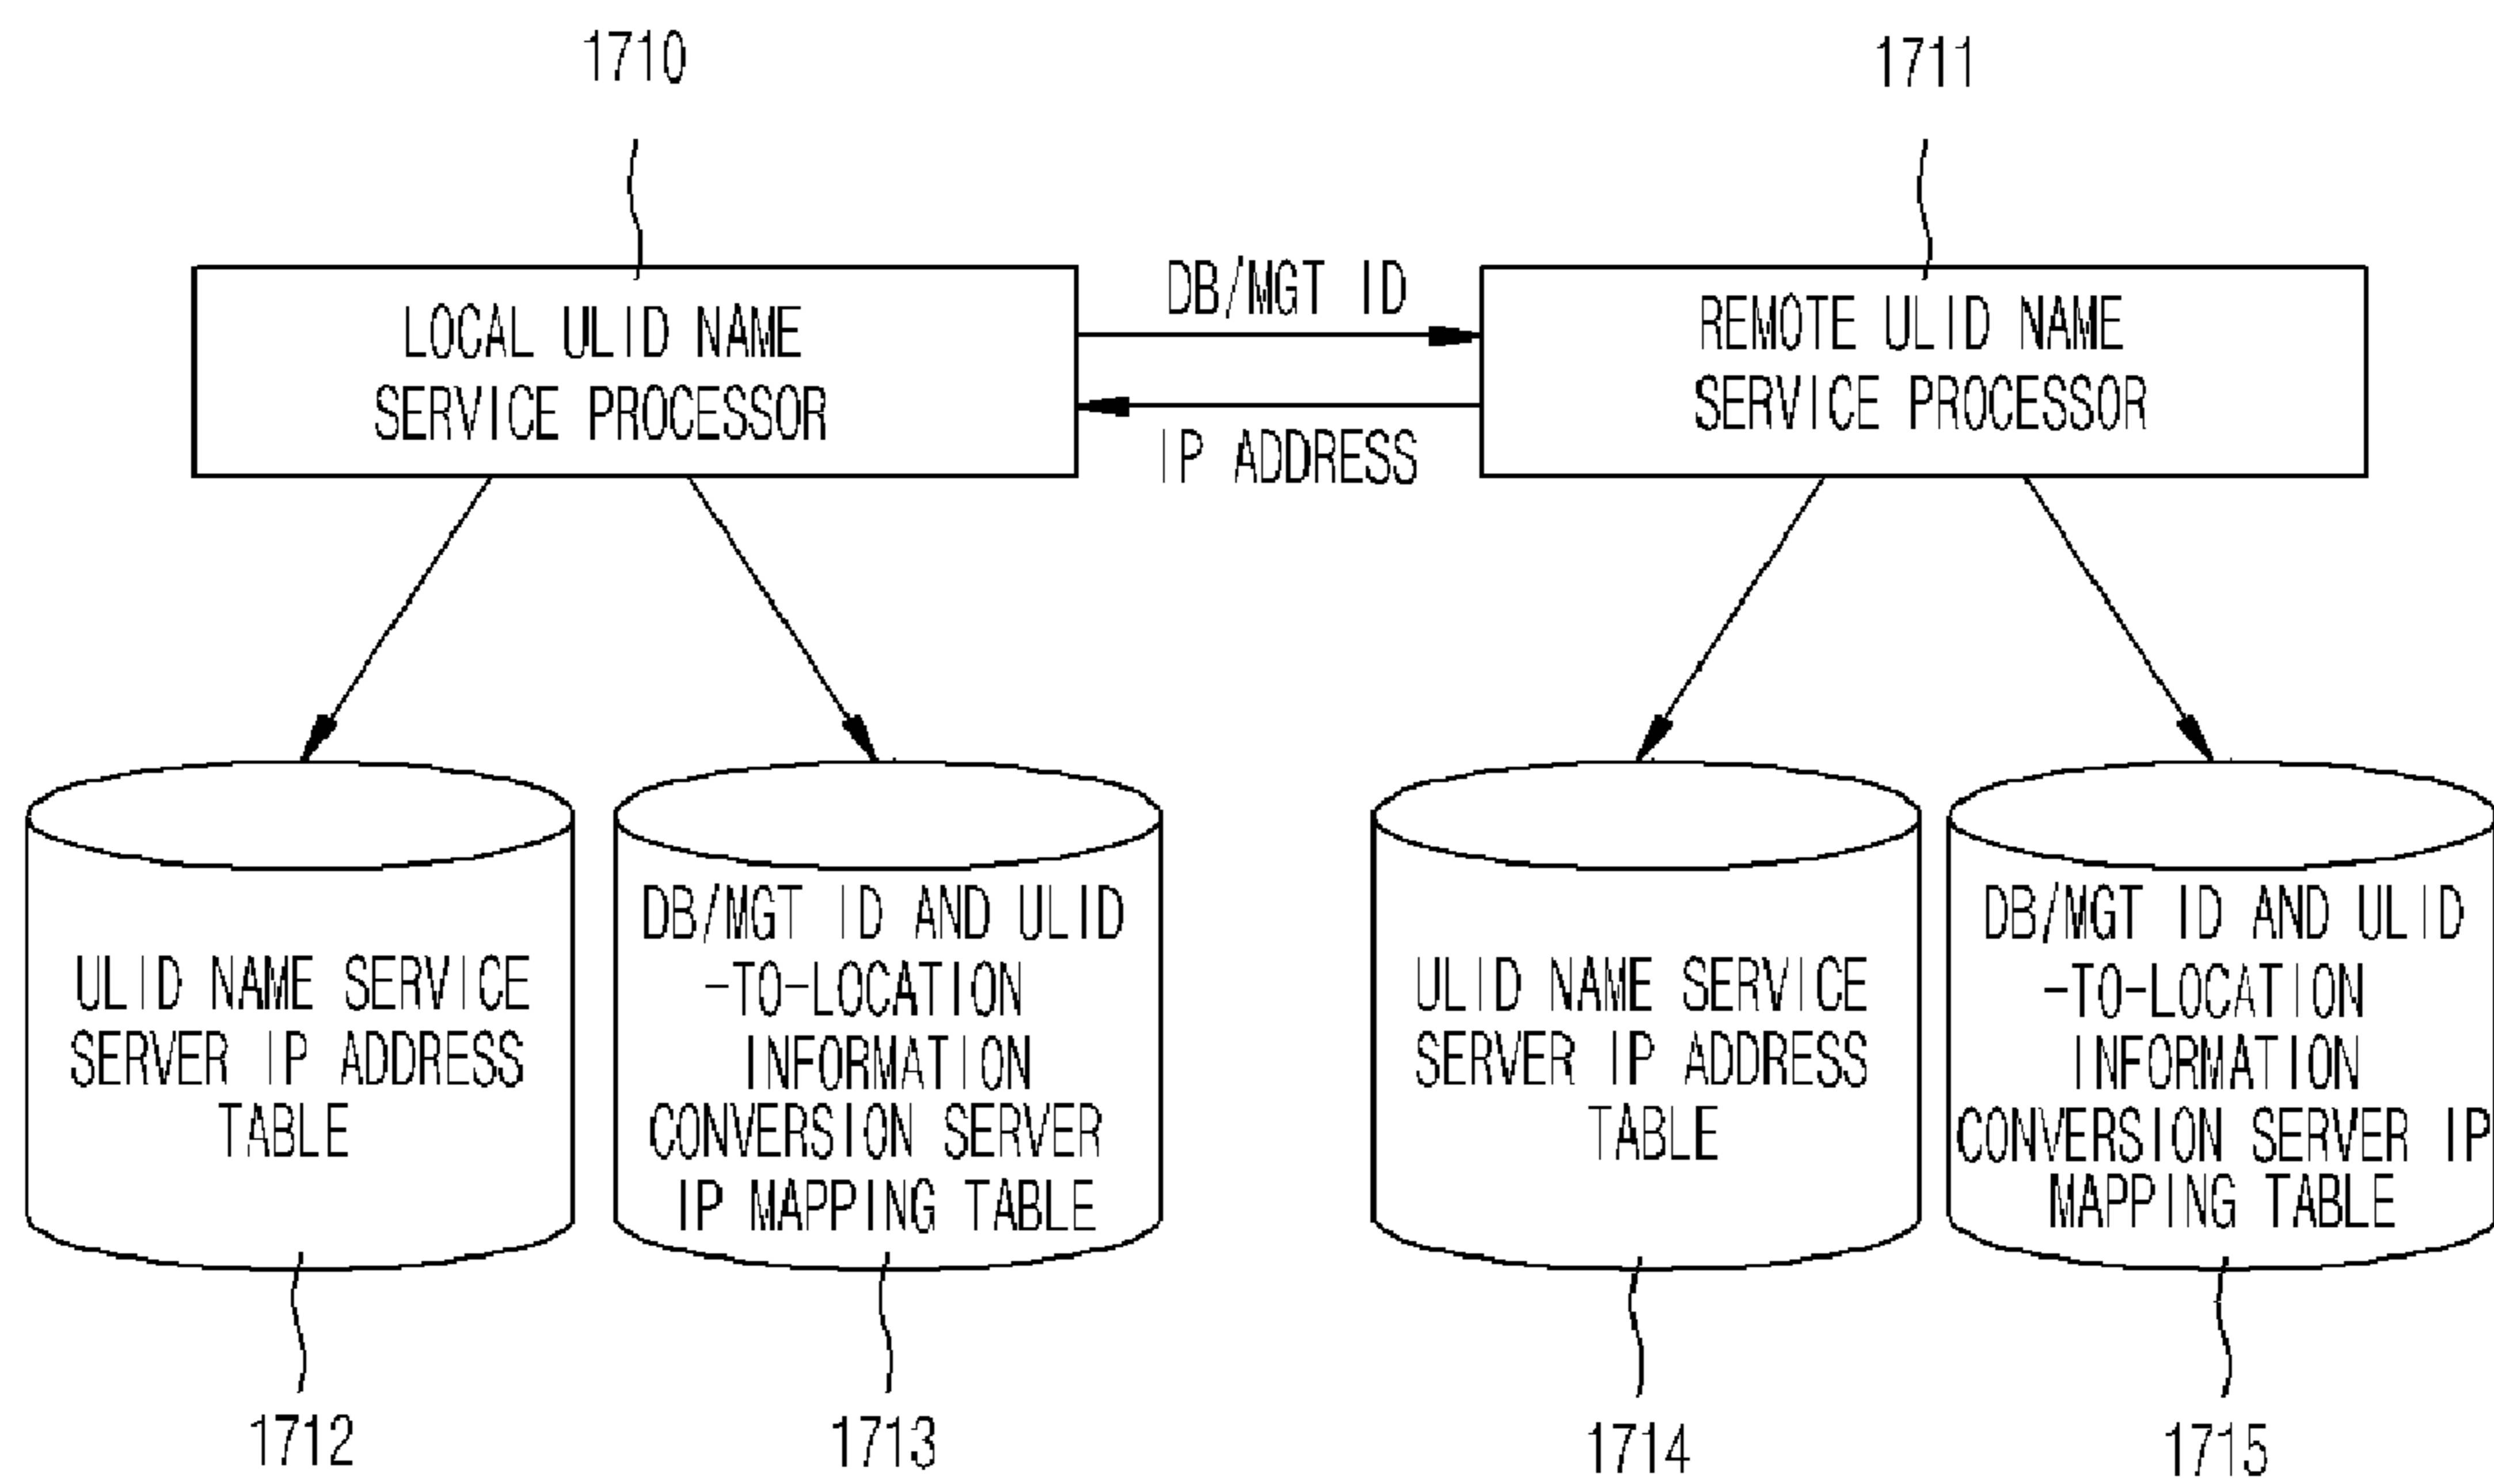 1710
1711
LOCAL ULID NAME
SERVICE PROCESSOR
DB/MGT ID
IP ADDRESS
REMOTE ULID NAME
SERVICE PROCESSOR
ULID NAME SERVICE
SERVER IP ADDRESS
TABLE
DB/MGT ID AND ULID
-TO-LOCATION
INFORMATION
CONVERSION SERVER
IP MAPPING TABLE
ULID NAME SERVICE
SERVER IP ADDRESS
TABLE
DB/MGT ID AND ULID
-TO-LOCATION
INFORMATION
CONVERSION SERVER IP
MAPPING TABLE
1712
1713
1714
1715